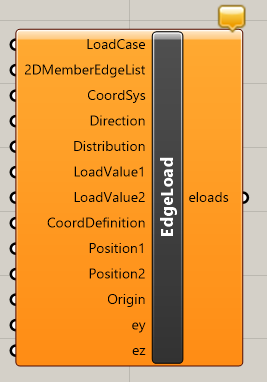 LoadCase
2DMemberEdgeList
CoordSys
Direction
Distribution
LoadValue1
LoadValue2
CoordDefinition
Position1
Position2
Origin
ey
ez
EdgeLoad
eloads